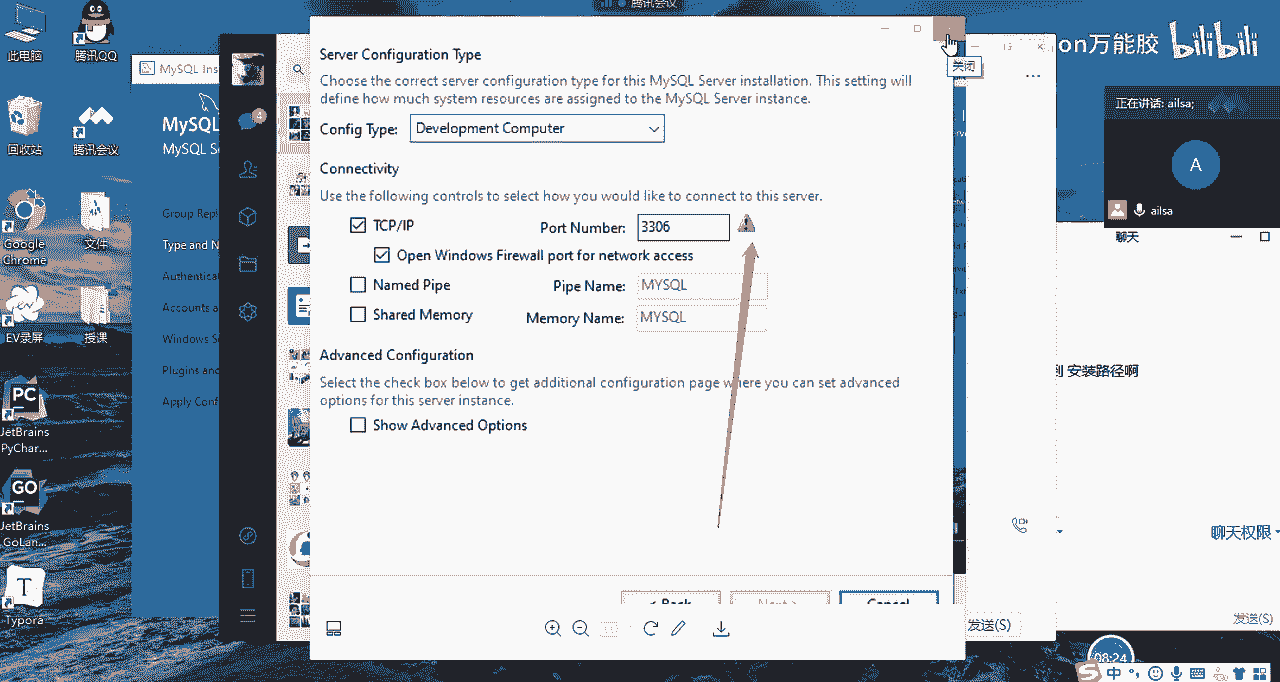 腾讯会议
此电脑
腾讯QQ
回收站
腾讯会议
Google
Chrome
文件
EV录屏
授课
JetBrains
PyChar...
JetBrains
GoLan...
Typora
MySQL Ins
MySQL
MySQL S
Group Repl
Type and N
Authentica
Accounts a
Windows S
Plugins and
Apply Conf
4
Server Configuration Type
Choose the correct server configuration type for this MySQL Server installation. This setting will
define how much system resources are assigned to the MySQL Server instance.
Config Type: Development Computer
Connectivity
Use the following controls to select how you would like to connect to this server.
TCP/IP Port Number: 3306
Open Windows Firewall port for network access
Named Pipe Pipe Name: MYSQL
Shared Memory Memory Name: MYSQL
Advanced Configuration
Select the check box below to get additional configuration page where you can set advanced
options for this server instance.
Show Advanced Options
< Back Next > Cancel
关闭
on万能胶 bilibili
正在讲话: ailsa;
A
ailsa
聊天
安装路径啊
聊天权限
发送(S)
发送(S)
08:24
中